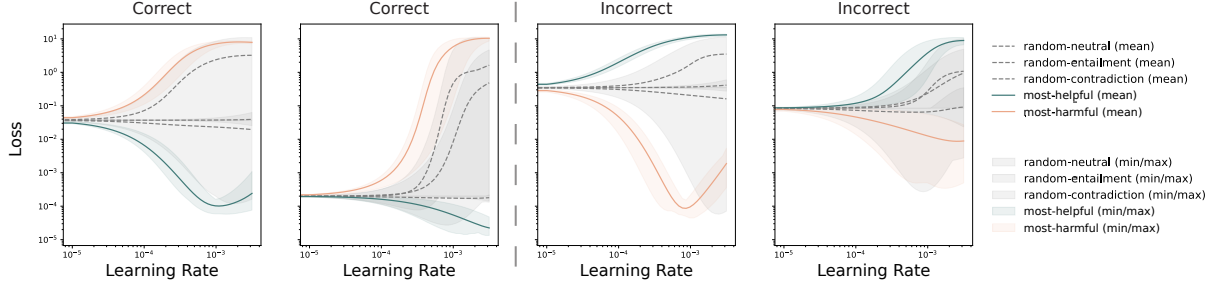 Correct
Correct
Incorrect
Incorrect
Loss
10¹
10⁰
10⁻¹
10⁻²
10⁻³
10⁻⁴
10⁻⁵
10⁻⁵ 10⁻⁴ 10⁻³
10⁻⁵ 10⁻⁴ 10⁻³
10⁻⁵ 10⁻⁴ 10⁻³
10⁻⁵ 10⁻⁴ 10⁻³
Learning Rate
Learning Rate
Learning Rate
Learning Rate
random-neutral (mean)
random-entailment (mean)
random-contradiction (mean)
most-helpful (mean)
most-harmful (mean)
random-neutral (min/max)
random-entailment (min/max)
random-contradiction (min/max)
most-helpful (min/max)
most-harmful (min/max)